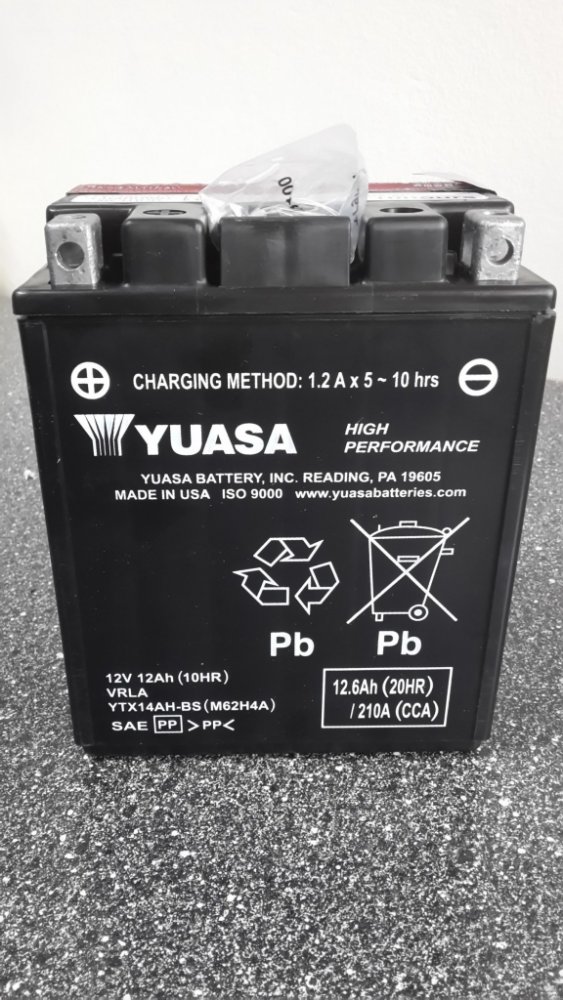 CHARGING METHOD: 1.2 A x 5 ~ 10 hrs
YUASA
HIGH
PERFORMANCE
YUASA BATTERY, INC. READING, PA 19605
MADE IN USA ISO 9000 www.yuasabatteries.com
Pb Pb
12V 12Ah (10HR)
VRLA
YTX14AH-BS (M62H4A)
SAE PP >PP<
12.6Ah (20HR)
/ 210A (CCA)